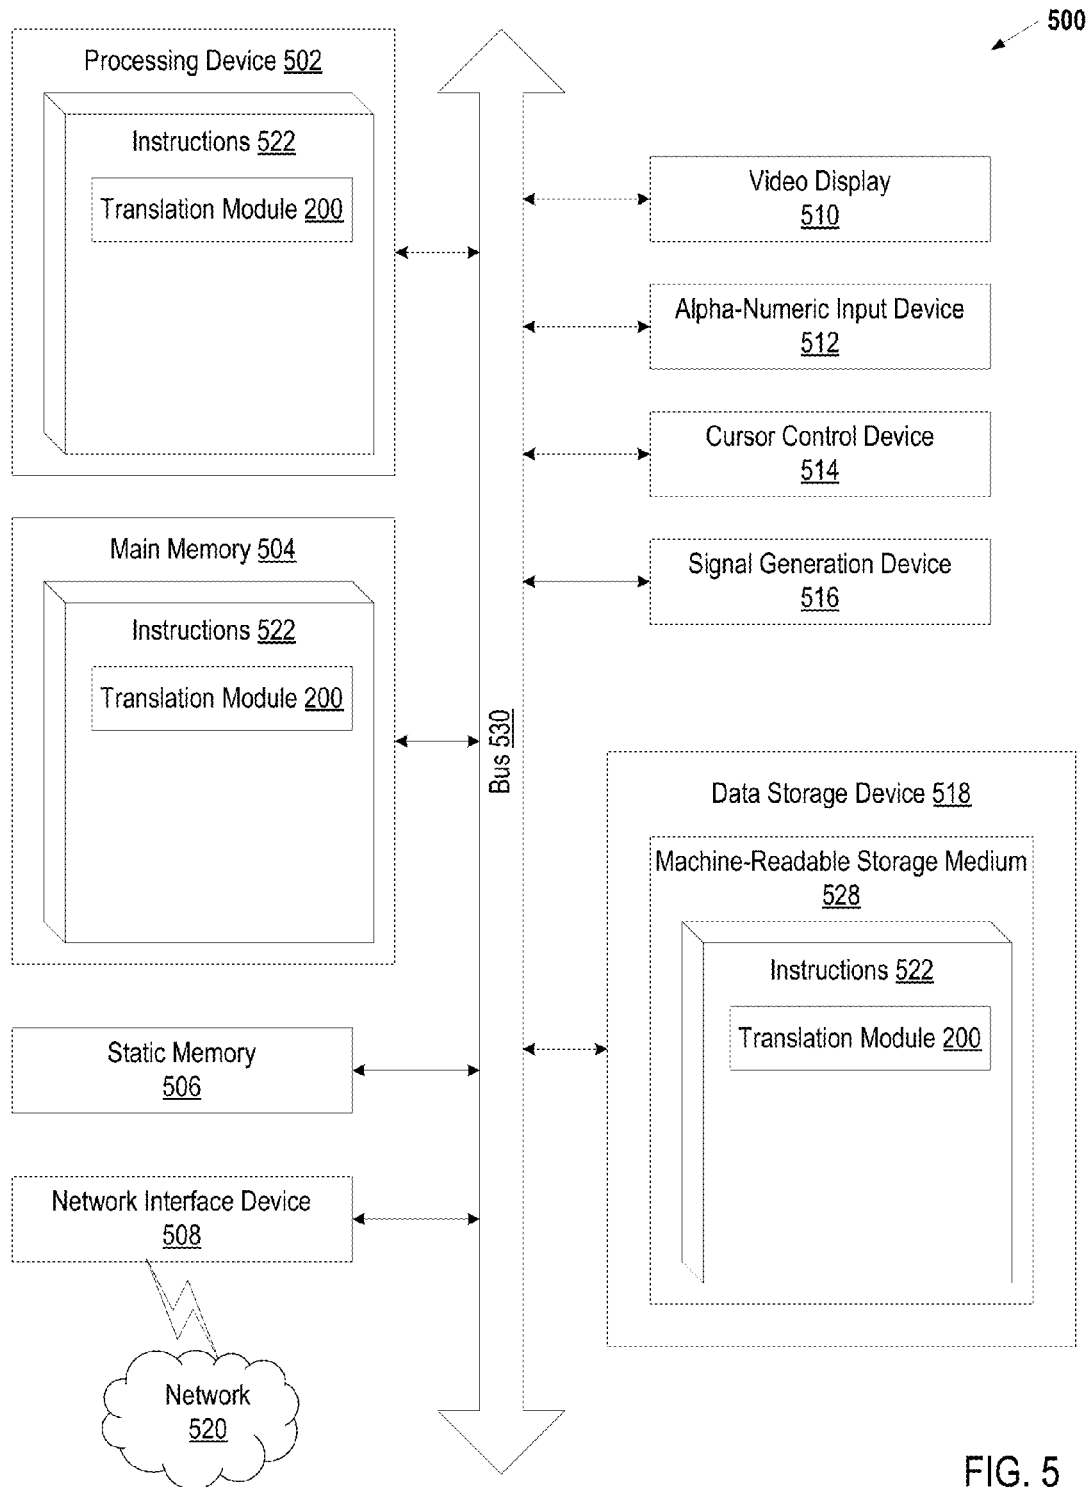 500
Processing Device 502
Instructions 522
Translation Module 200
Main Memory 504
Instructions 522
Translation Module 200
Static Memory
506
Network Interface Device
508
Network
520
Bus 530
Video Display
510
Alpha-Numeric Input Device
512
Cursor Control Device
514
Signal Generation Device
516
Data Storage Device 518
Machine-Readable Storage Medium
528
Instructions 522
Translation Module 200
FIG. 5